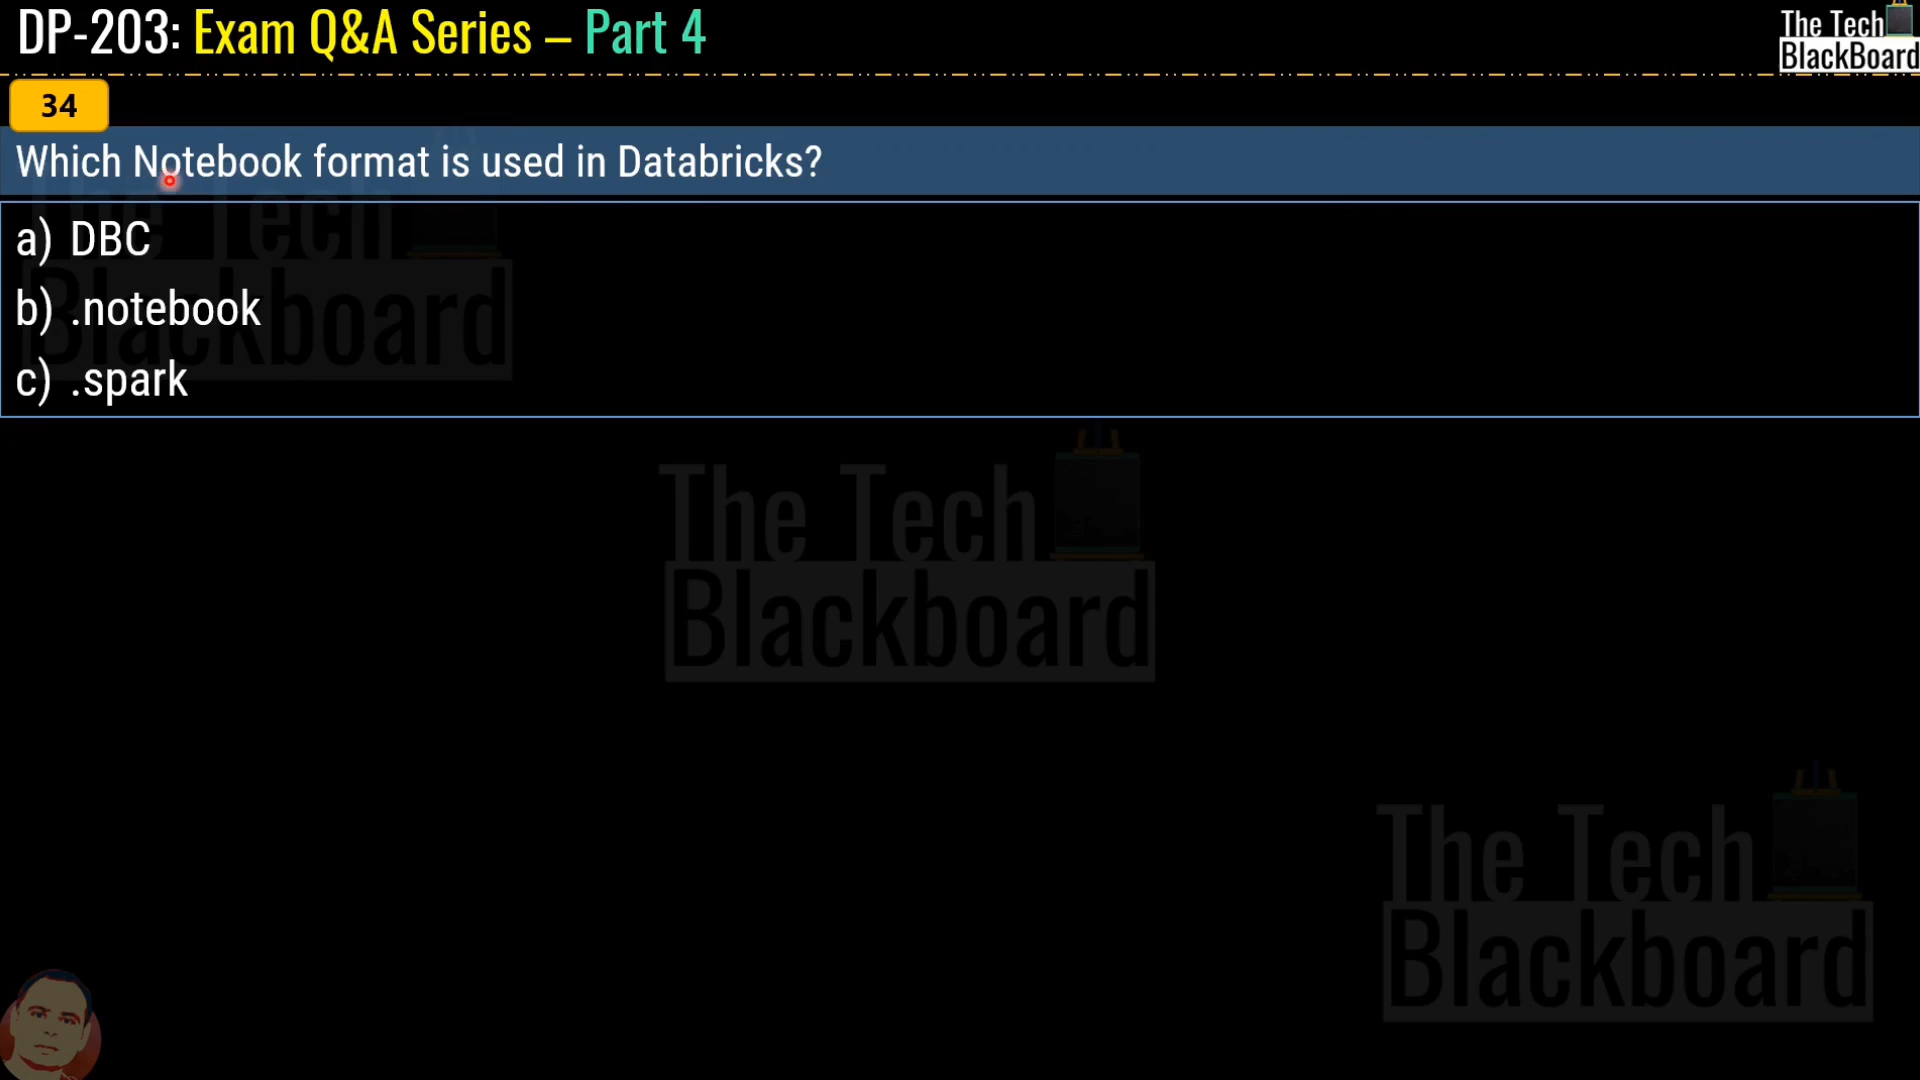 DP-203: Exam Q&A Series – Part 4
The Tech
BlackBoard
34
Which Notebook format is used in Databricks?
a) DBC
b) .notebook
c) .spark
The Tech
Blackboard
The Tech
Blackboard
The Tech
Blackboard